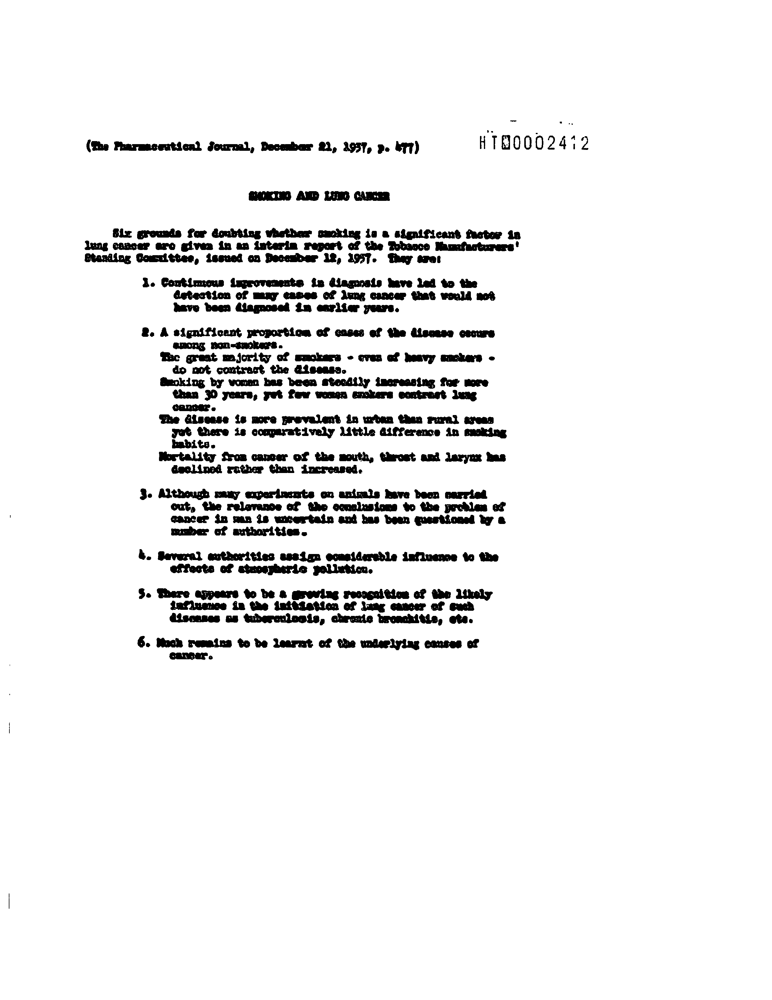 (The Pharmaceutical Journal, December 21, 1957, p. 477)
HT00002412
SMOKING AND LUNG CANCER
Six grounds for doubting whether smoking is a significant factor in
lung cancer are given in an interim report of the Tobacco Manufacturers'
Standing Committee, issued on December 12, 1957. They are:
1. Continuous improvements in diagnosis have led to the
detection of many cases of lung cancer that would not
have been diagnosed in earlier years.
2. A significant proportion of cases of the disease occurs
among non-smokers.
The great majority of smokers - even of heavy smokers -
do not contract the disease.
Smoking by women has been steadily increasing for more
than 30 years, yet few women smokers contract lung
cancer.
The disease is more prevalent in urban than rural areas
yet there is comparatively little difference in smoking
habits.
Mortality from cancer of the mouth, throat and larynx has
declined rather than increased.
3. Although many experiments on animals have been carried
out, the relevance of the conclusions to the problem of
cancer in man is uncertain and has been questioned by a
number of authorities.
4. Several authorities assign considerable influence to the
effects of atmospheric pollution.
5. There appears to be a growing recognition of the likely
influence in the initiation of lung cancer of such
diseases as tuberculosis, chronic bronchitis, etc.
6. Much remains to be learnt of the underlying causes of
cancer.